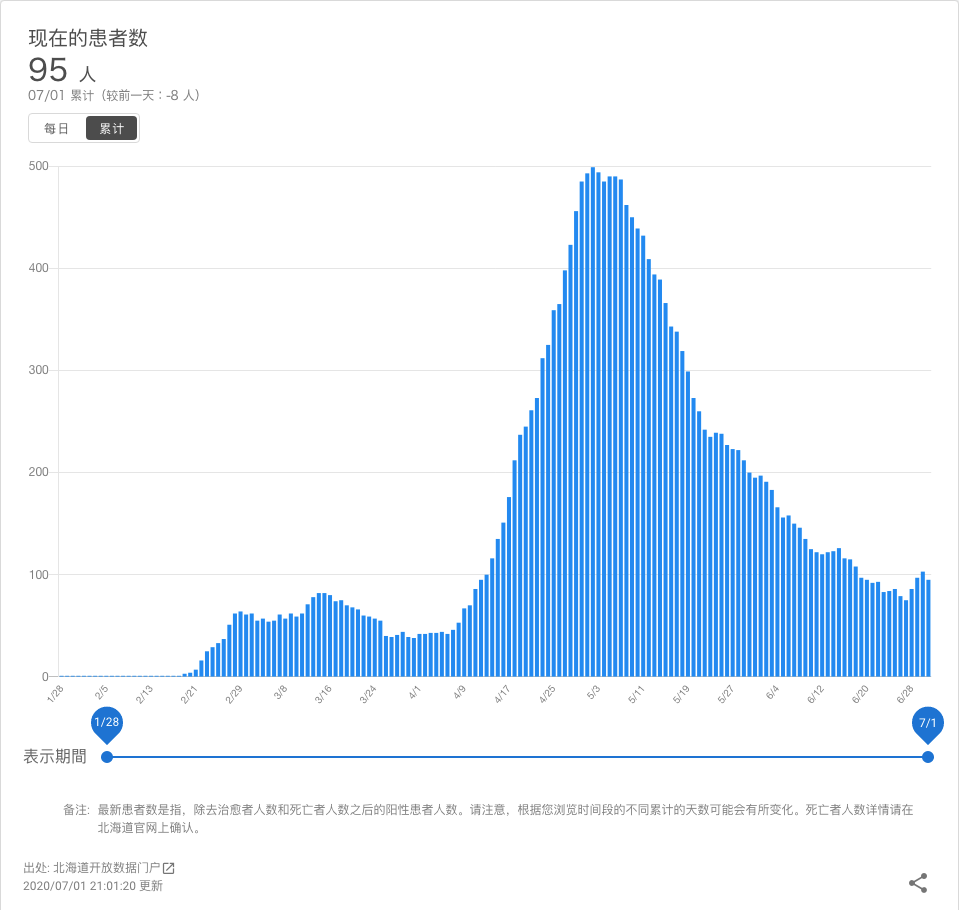 现在的患者数
95 人
07/01 累计（较前一天：-8 人）
每日 累计
500
400
300
200
100
0
1/28 2/5 2/13 2/21 2/29 3/8 3/16 3/24 4/1 4/9 4/17 4/25 5/3 5/11 5/19 5/27 6/4 6/12 6/20 6/28
1/28 7/1
表示期間
备注: 最新患者数是指，除去治愈者人数和死亡者人数之后的阳性患者人数。请注意，根据您浏览时间段的不同累计的天数可能会有所变化。死亡者人数详情请在
北海道官网上确认。
出处: 北海道开放数据门户
2020/07/01 21:01:20 更新